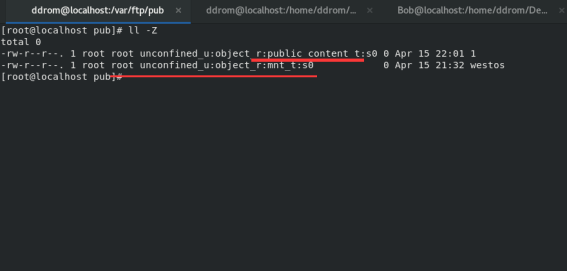 ddrom@localhost:/var/ftp/pub × ddrom@localhost:/home/ddrom/... × Bob@localhost:/home/ddrom/De... ×
[root@localhost pub]# ll -Z
total 0
-rw-r--r--. 1 root root unconfined_u:object_r:public_content_t:s0 0 Apr 15 22:01 1
-rw-r--r--. 1 root root unconfined_u:object_r:mnt_t:s0 0 Apr 15 21:32 westos
[root@localhost pub]#